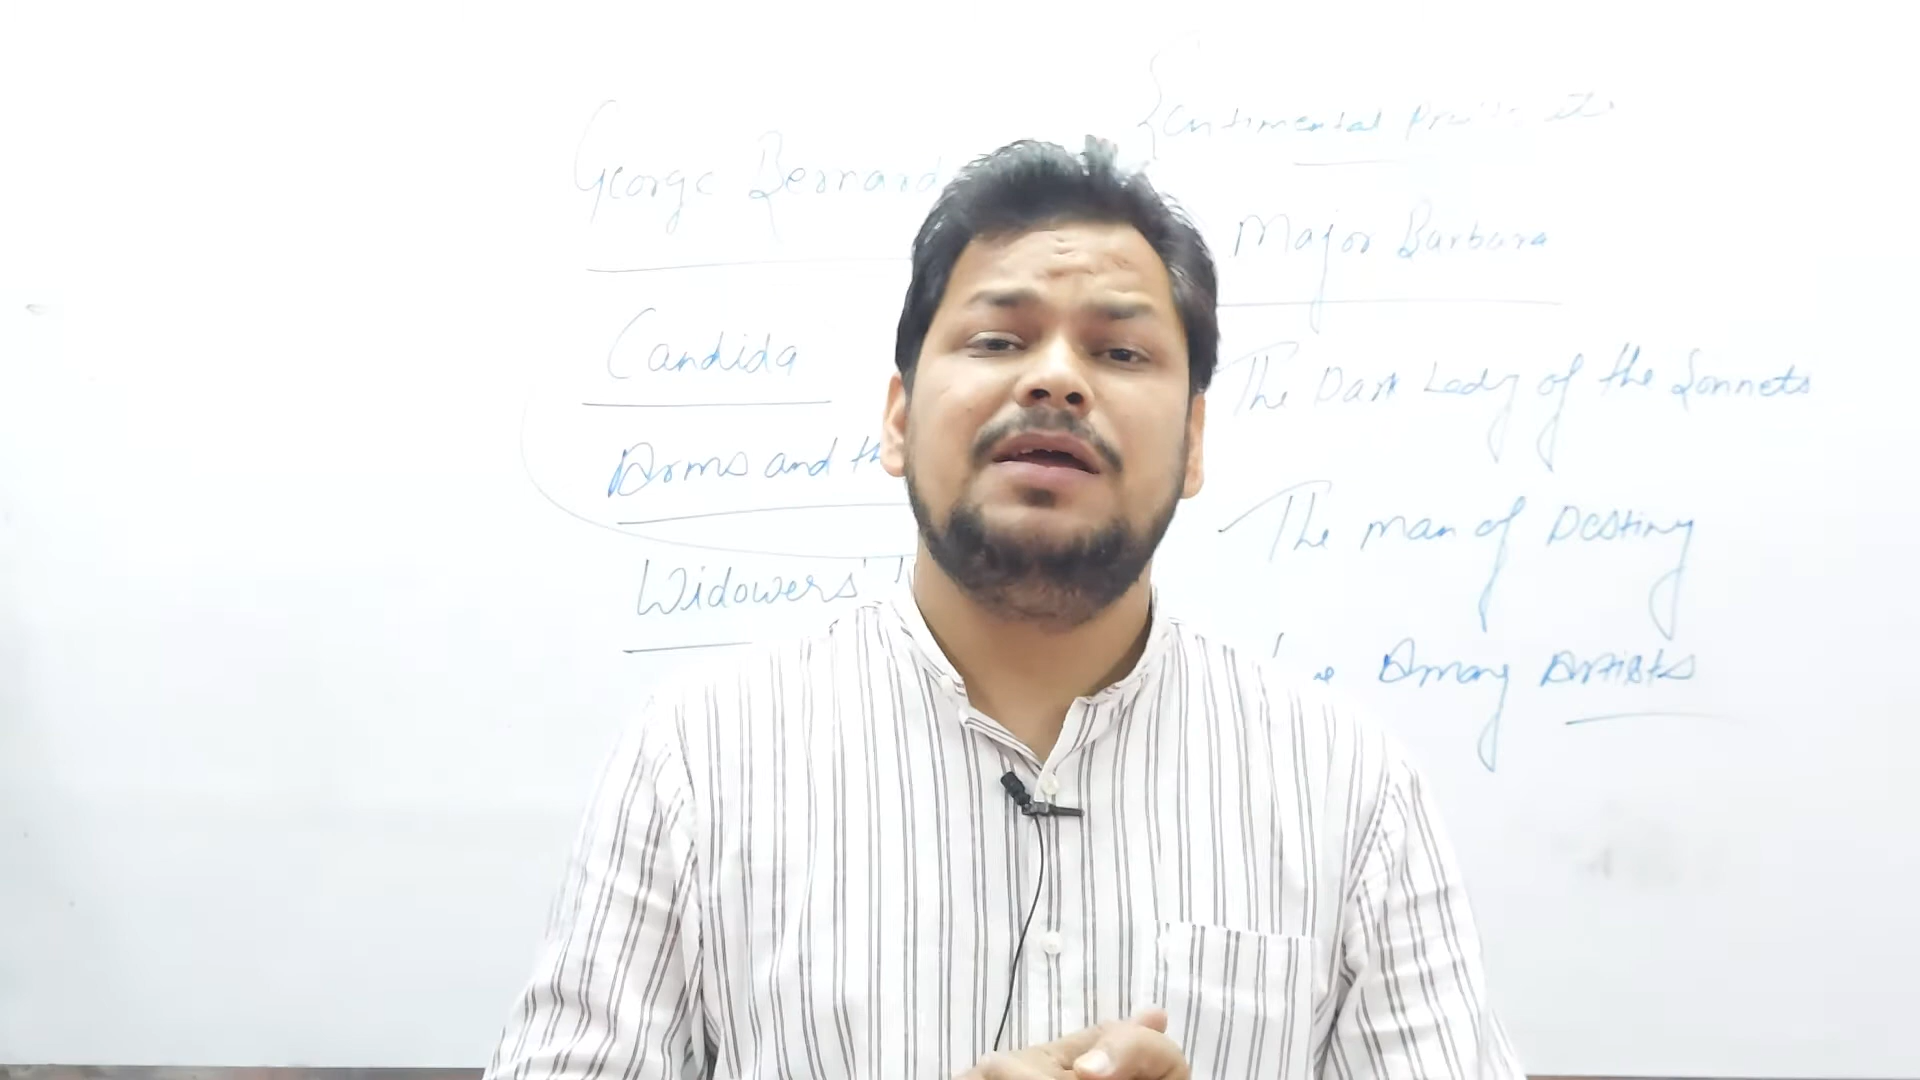 George Bernard
Candida
Arms and th
Widowers'
Sentimental
Major Barbara
The Dark Lady of the Sonnets
The Man of Destiny
Among Artists